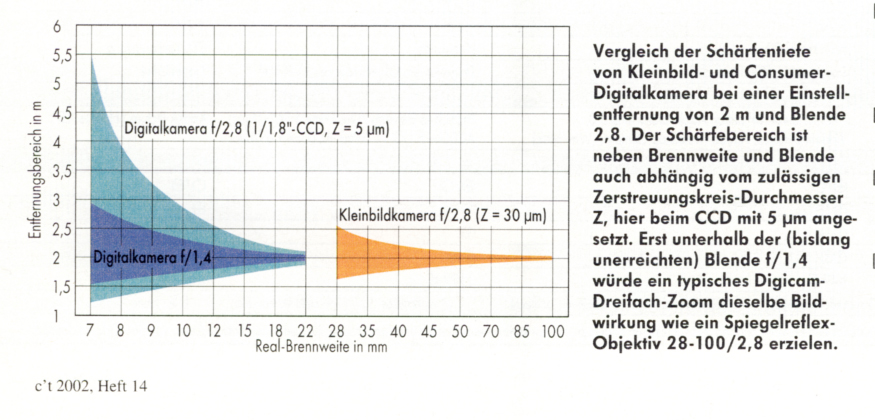 6
5,5
5
4,5
4
3,5
3
2,5
2
1,5
1
Entfernungsbereich in m
Digitalkamera f/2,8 (1/1,8"-CCD, Z = 5 µm)
Kleinbildkamera f/2,8 (Z = 30 µm)
Digitalkamera f/1,4
7 8 9 10 12 15 18 22 28 35 40 45 50 70 85 100
Real-Brennweite in mm
Vergleich der Schärfentiefe
von Kleinbild- und Consumer-
Digitalkamera bei einer Einstell-
entfernung von 2 m und Blende
2,8. Der Schärfebereich ist
neben Brennweite und Blende
auch abhängig vom zulässigen
Zerstreuungskreis-Durchmesser
Z, hier beim CCD mit 5 µm ange-
setzt. Erst unterhalb der (bislang
unerreichten) Blende f/1,4
würde ein typisches Digicam-
Dreifach-Zoom dieselbe Bild-
wirkung wie ein Spiegelreflex-
Objektiv 28-100/2,8 erzielen.
c't 2002, Heft 14